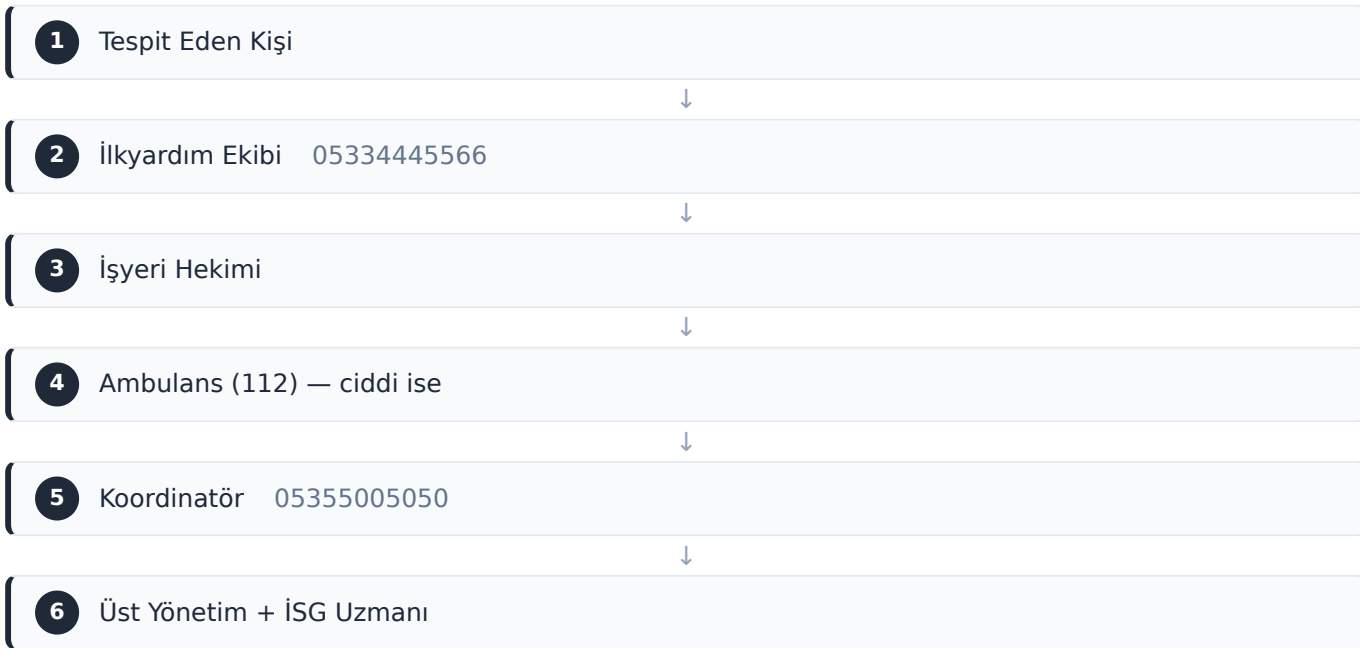 1 Tespit Eden Kişi
↓
2 İlkyardım Ekibi 05334445566
↓
3 İşyeri Hekimi
↓
4 Ambulans (112) — ciddi ise
↓
5 Koordinatör 05355005050
↓
6 Üst Yönetim + İSG Uzmanı